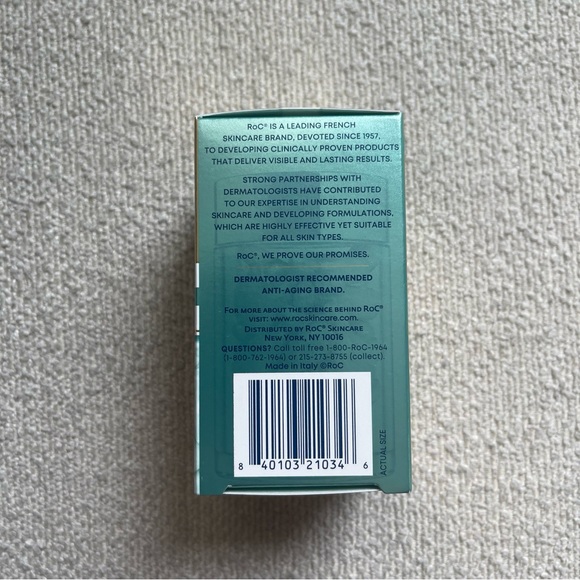 RoC® IS A LEADING FRENCH
SKINCARE BRAND, DEVOTED SINCE 1957,
TO DEVELOPING CLINICALLY PROVEN PRODUCTS
THAT DELIVER VISIBLE AND LASTING RESULTS.
STRONG PARTNERSHIPS WITH
DERMATOLOGISTS HAVE CONTRIBUTED
TO OUR EXPERTISE IN UNDERSTANDING
SKINCARE AND DEVELOPING FORMULATIONS,
WHICH ARE HIGHLY EFFECTIVE YET SUITABLE
FOR ALL SKIN TYPES.
RoC®, WE PROVE OUR PROMISES.
DERMATOLOGIST RECOMMENDED
ANTI-AGING BRAND.
FOR MORE ABOUT THE SCIENCE BEHIND RoC®
VISIT: www.rocskincare.com.
DISTRIBUTED BY RoC® SKINCARE
NEW YORK, NY 10016
QUESTIONS? Call toll free 1-800-RoC-1964
(1-800-762-1964) or 215-273-8755 (collect).
Made in Italy ©RoC
8 40103 21034 6
ACTUAL SIZE